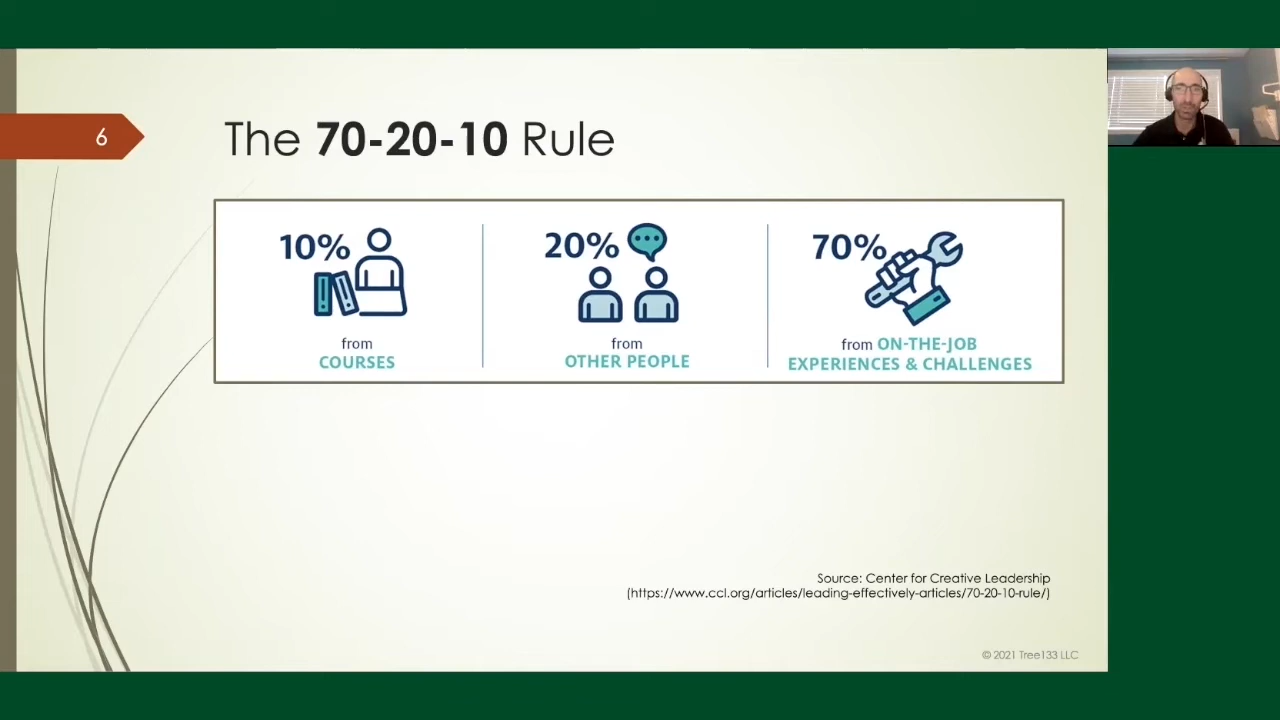 6
The 70-20-10 Rule
10%
from
COURSES
20%
from
OTHER PEOPLE
70%
from ON-THE-JOB
EXPERIENCES & CHALLENGES
Source: Center for Creative Leadership
(https://www.ccl.org/articles/leading-effectively-articles/70-20-10-rule/)
© 2021 Tree133 LLC